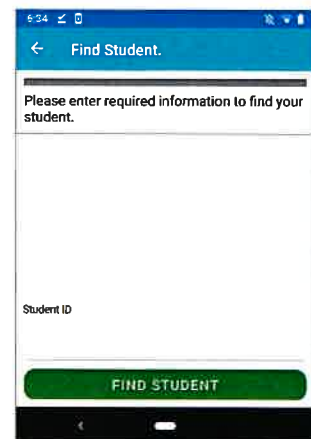 6:34
Find Student.
Please enter required information to find your
student.
Student ID
FIND STUDENT